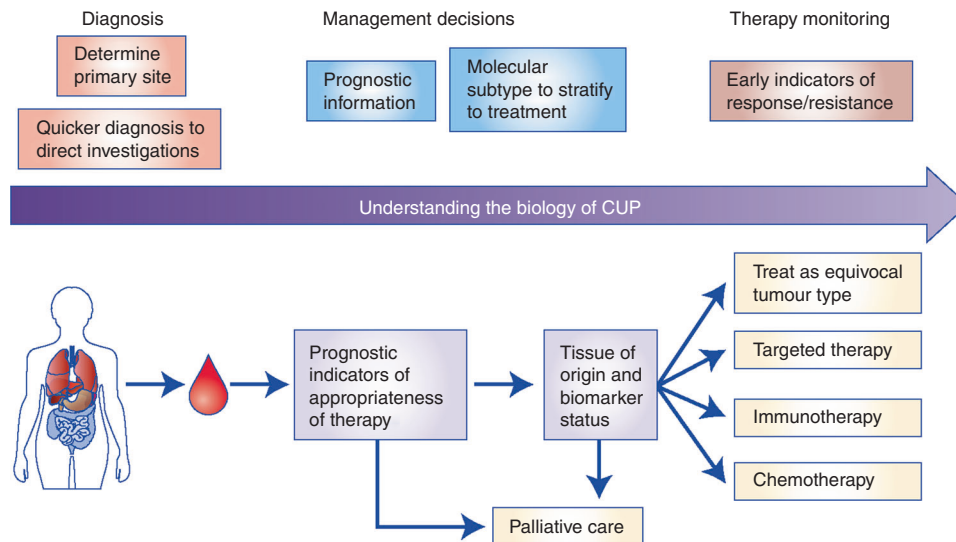 Diagnosis
Management decisions
Therapy monitoring
Determine
primary site
Quicker diagnosis to
direct investigations
Prognostic
information
Molecular
subtype to stratify
to treatment
Early indicators of
response/resistance
Understanding the biology of CUP
Prognostic
indicators of
appropriateness
of therapy
Tissue of
origin and
biomarker
status
Treat as equivocal
tumour type
Targeted therapy
Immunotherapy
Chemotherapy
Palliative care